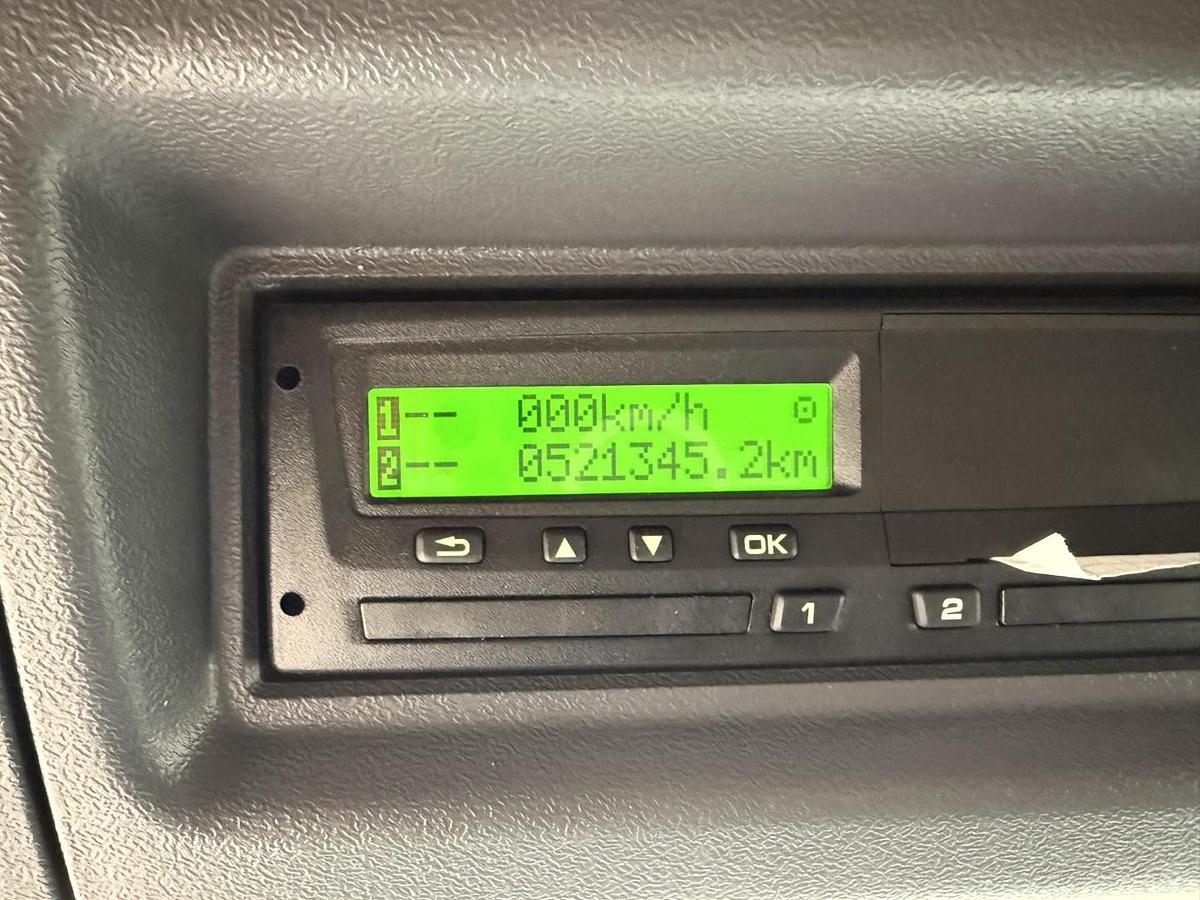 1-- 000km/h ⊙
2-- 0521345.2km
▲ ▼ OK
1 2